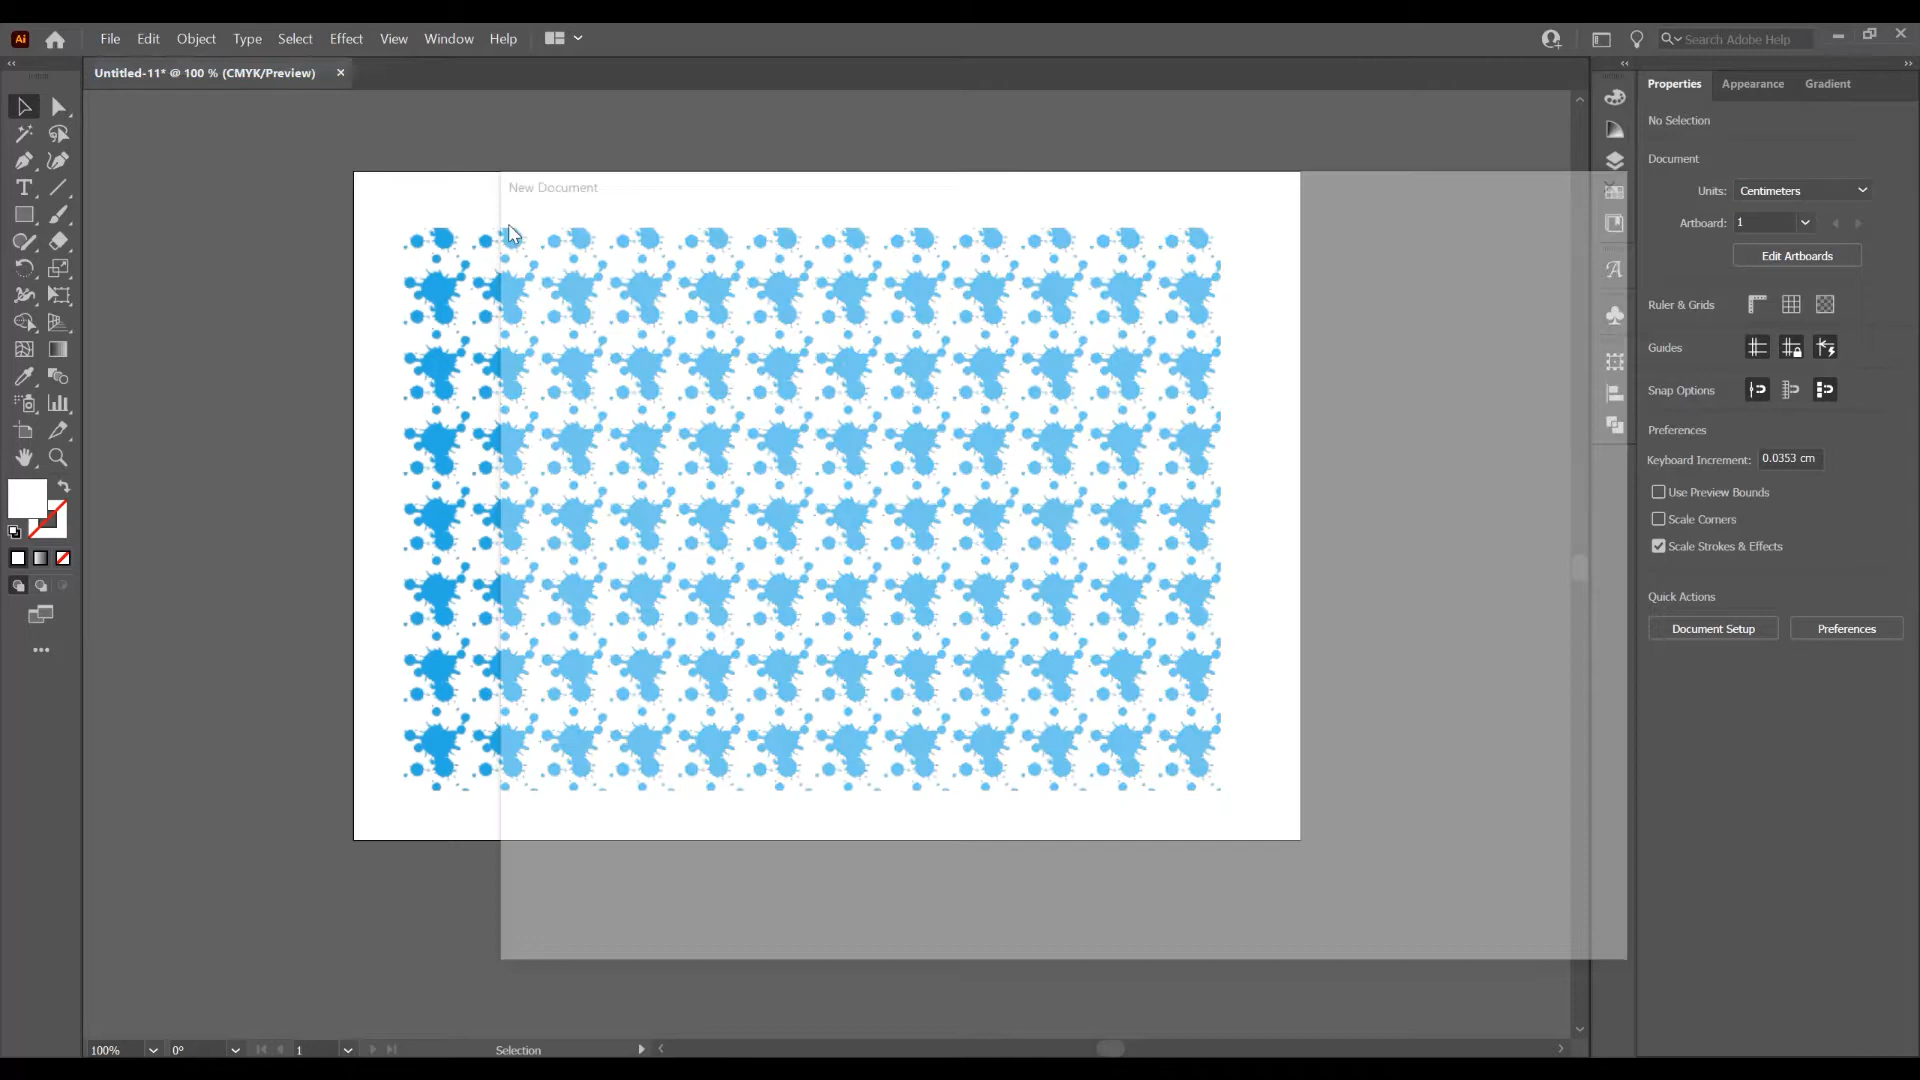 Ai
File Edit Object Type Select Effect View Window Help
Search Adobe Help
Untitled-11* @ 100 % (CMYK/Preview)
Properties Appearance Gradient
No Selection
Document
Units: Centimeters
Artboard: 1
Edit Artboards
Ruler & Grids
Guides
Snap Options
Preferences
Keyboard Increment: 0.0353 cm
Use Preview Bounds
Scale Corners
Scale Strokes & Effects
Quick Actions
Document Setup Preferences
New Document
100% 0° 1 Selection